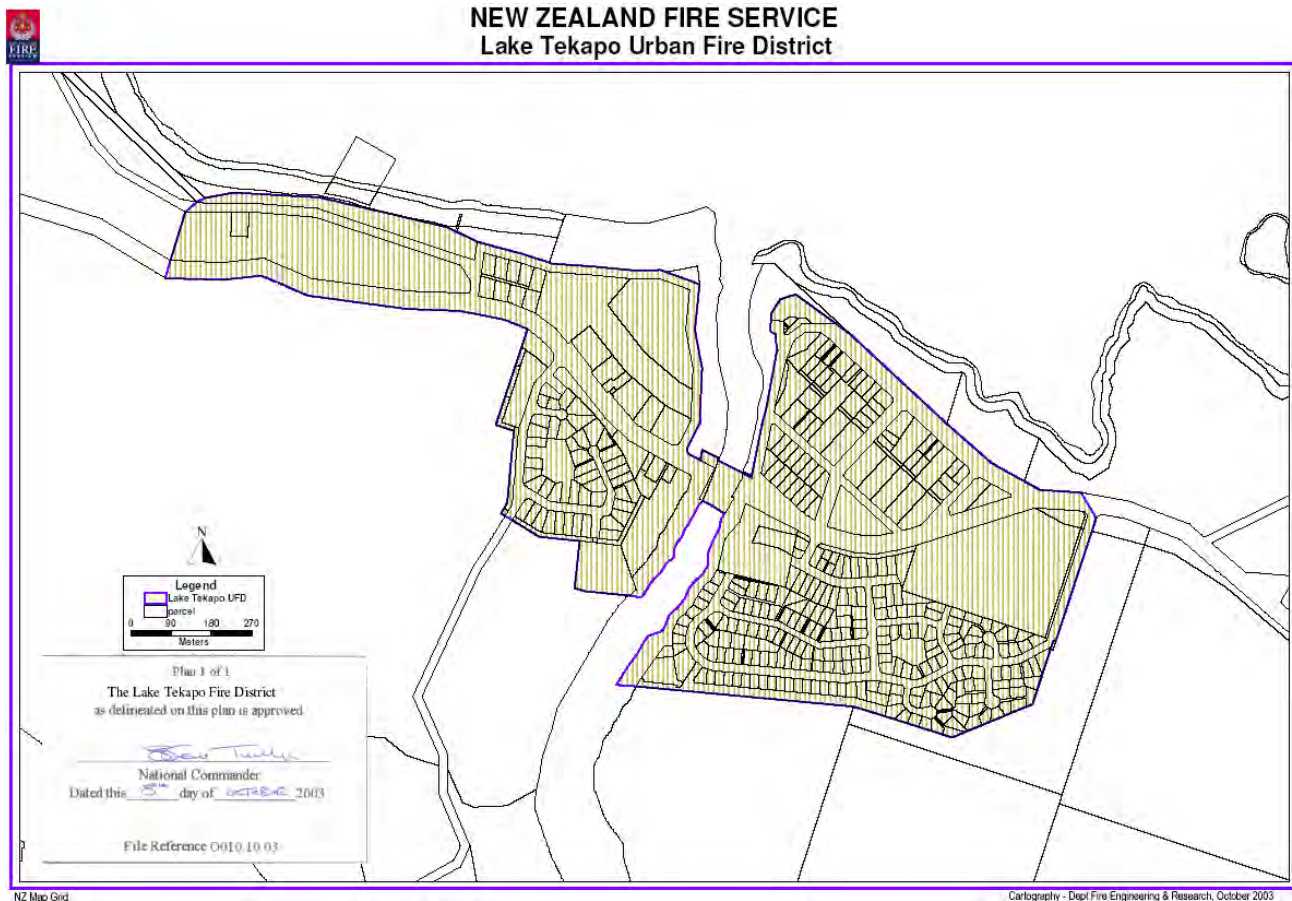 NEW ZEALAND FIRE SERVICE
Lake Tekapo Urban Fire District
FIRE
SERVICE
N
Legend
Lake Tekapo UFD
parcel
0 90 180 270
Meters
Plan 1 of 1
The Lake Tekapo Fire District
as delineated on this plan is approved
National Commander
Dated this 8th day of OCTOBER 2003
File Reference O010.10.03
NZ Map Grid
Cartography - Dept Fire Engineering & Research, October 2003